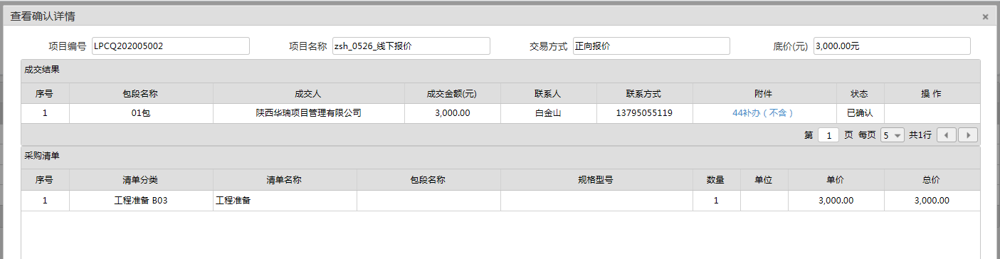 查看确认详情 ×
项目编号 LPCQ202005002 项目名称 zsh_0526_线下报价 交易方式 正向报价 底价(元) 3,000.00元
成交结果
序号 包段名称 成交人 成交金额(元) 联系人 联系方式 附件 状态 操 作
1 01包 陕西华瑞项目管理有限公司 3,000.00 白金山 13795055119 44补办（不含） 已确认
第 1 页 每页 5 共1行
采购清单
序号 清单分类 清单名称 包段名称 规格型号 数量 单位 单价 总价
1 工程准备 B03 工程准备 1 3,000.00 3,000.00